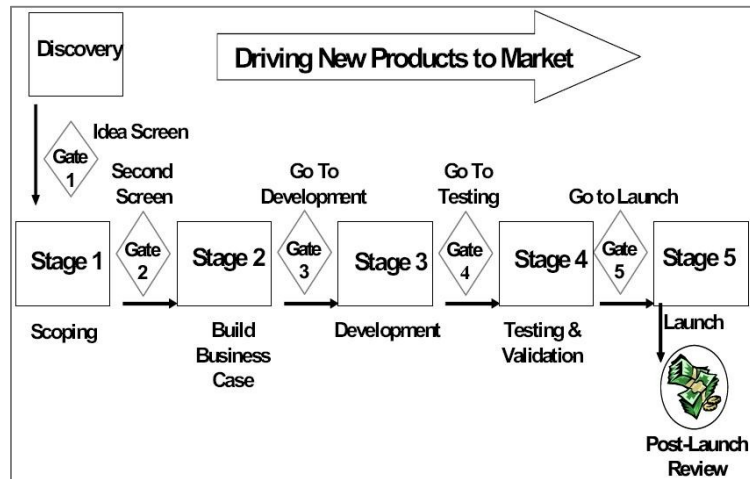 Discovery
Driving New Products to Market
Idea Screen
Gate
1
Second
Screen
Go To
Development
Go To
Testing
Go to Launch
Stage 1
Gate
2
Stage 2
Gate
3
Stage 3
Gate
4
Stage 4
Gate
5
Stage 5
Scoping
Build
Business
Case
Development
Testing &
Validation
Launch
Post-Launch
Review